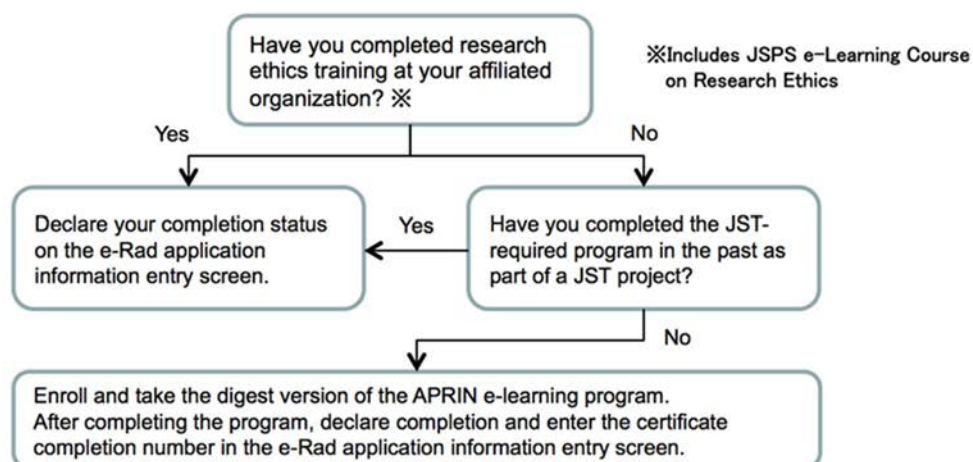 Have you completed research
ethics training at your affiliated
organization? ※
※Includes JSPS e-Learning Course
on Research Ethics
Yes
No
Declare your completion status
on the e-Rad application
information entry screen.
Yes
Have you completed the JST-
required program in the past as
part of a JST project?
No
Enroll and take the digest version of the APRIN e-learning program.
After completing the program, declare completion and enter the certificate
completion number in the e-Rad application information entry screen.